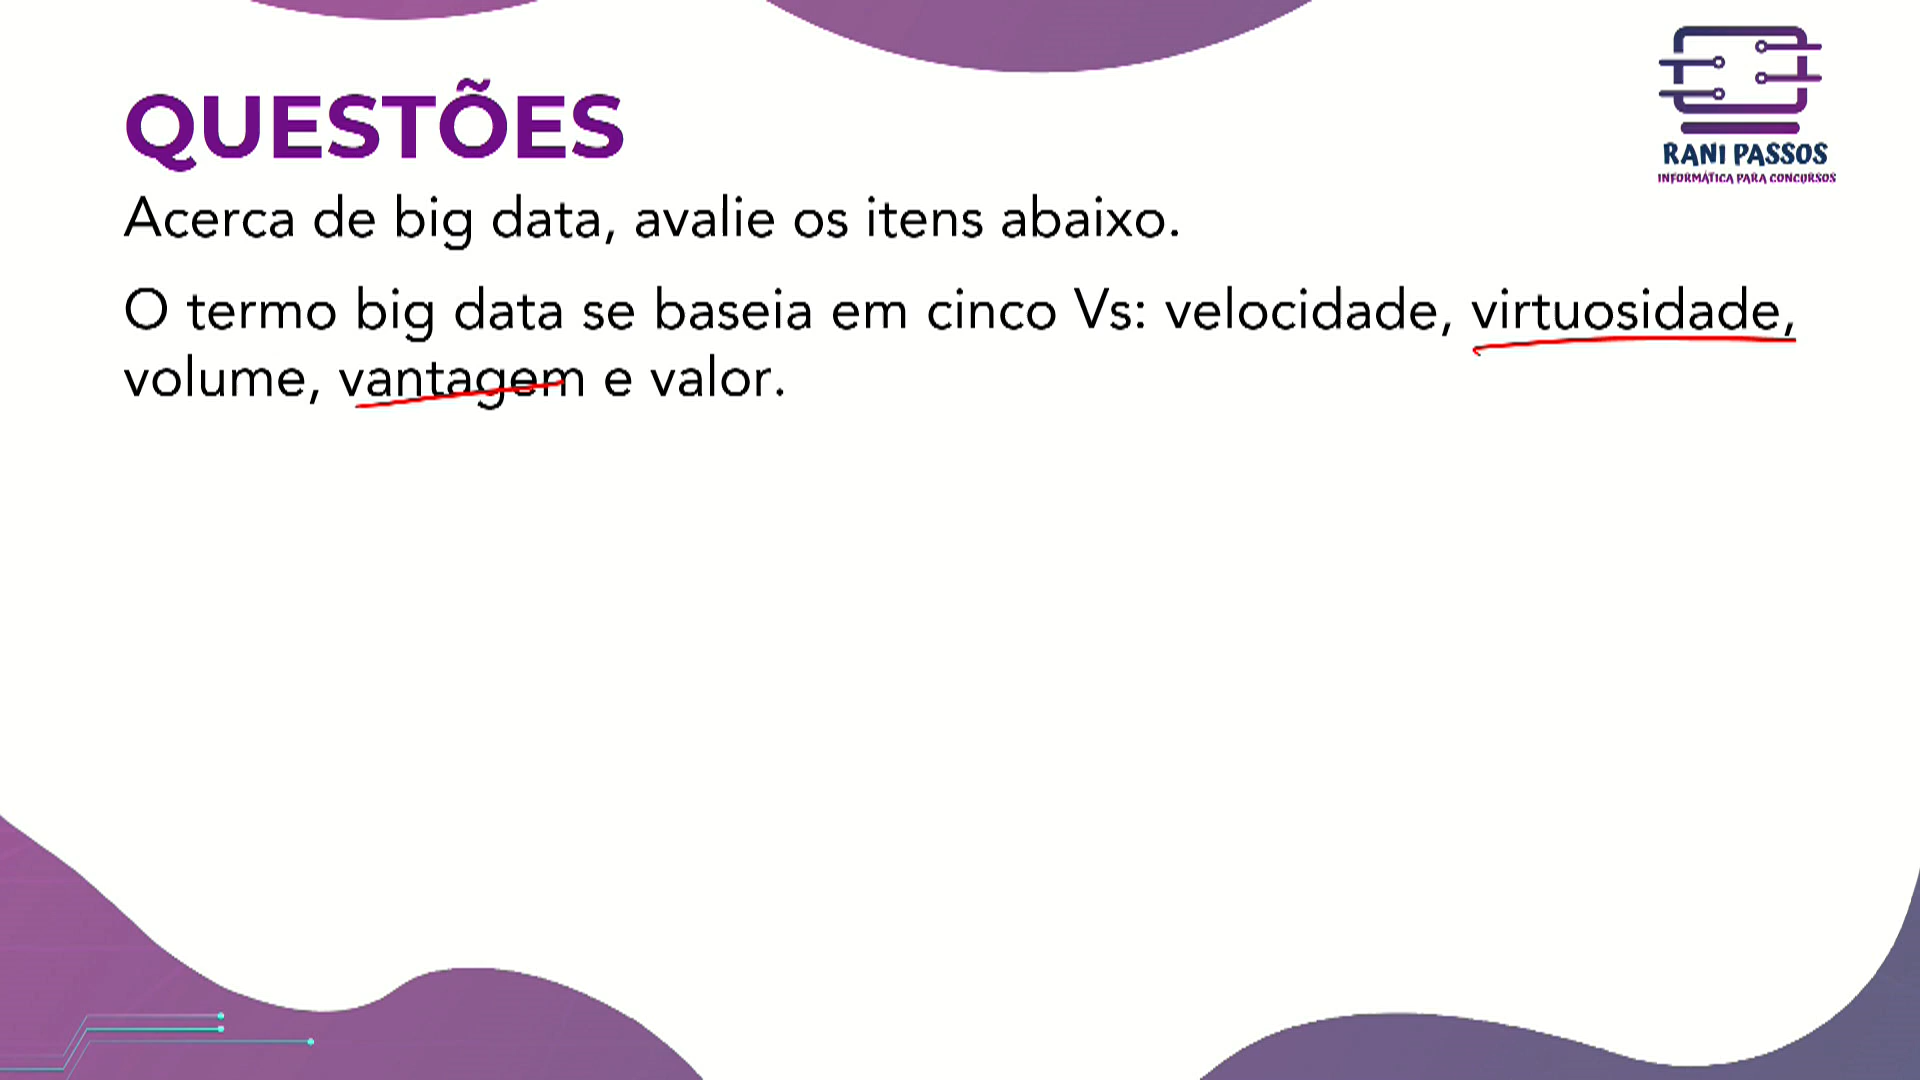 QUESTÕES
RANI PASSOS
INFORMÁTICA PARA CONCURSOS
Acerca de big data, avalie os itens abaixo.
O termo big data se baseia em cinco Vs: velocidade, virtuosidade,
volume, vantagem e valor.